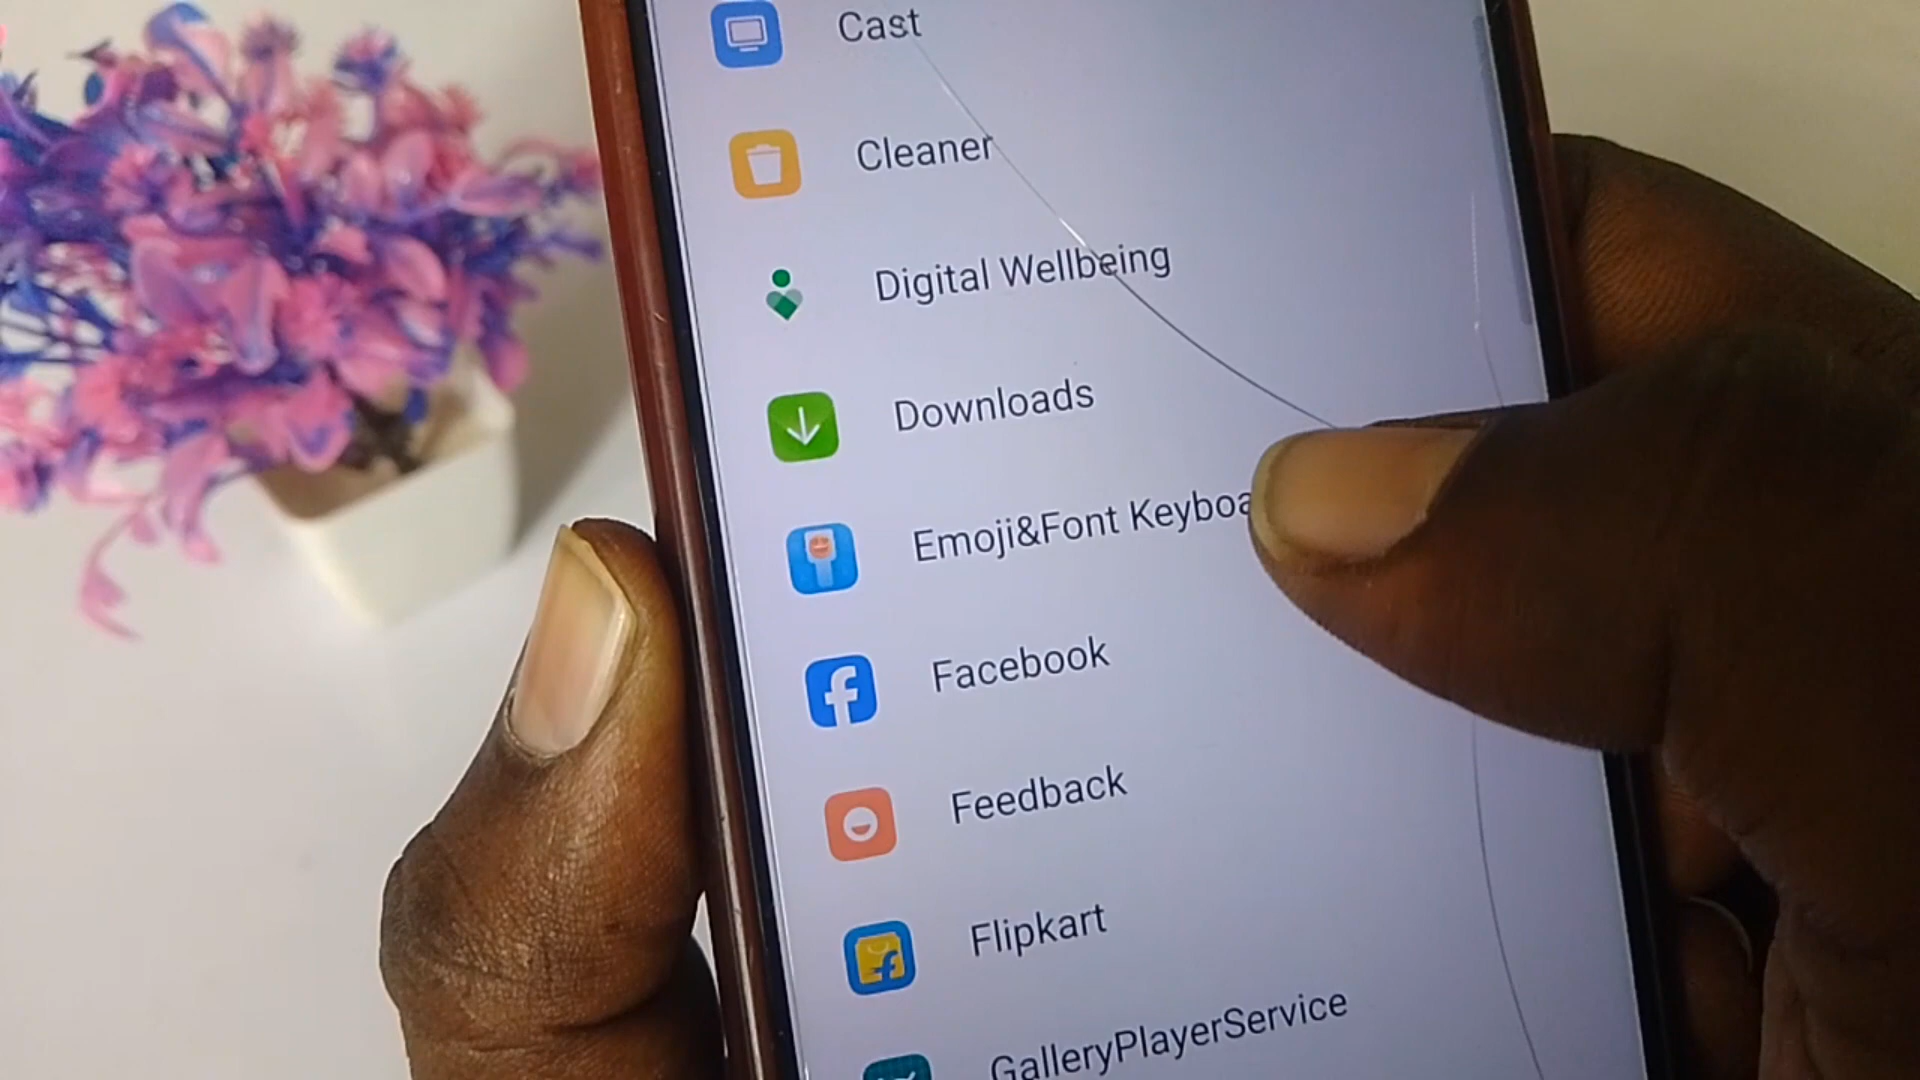 Cast
Cleaner
Digital Wellbeing
Downloads
Emoji&Font Keyboa
Facebook
Feedback
Flipkart
GalleryPlayerService